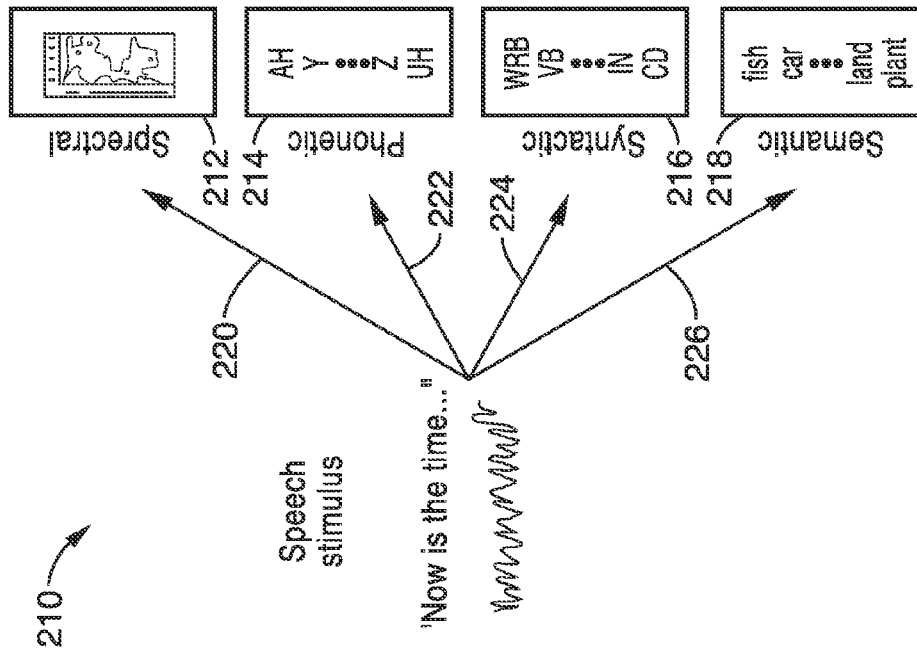 210
Speech
stimulus
"Now is the time..."
220
222
224
226
Sprectral
212
214
AH
Y
•••
Z
UH
Phonetic
WRB
VB
•••
IN
CD
Syntactic
216
218
fish
car
•••
land
plant
Semantic